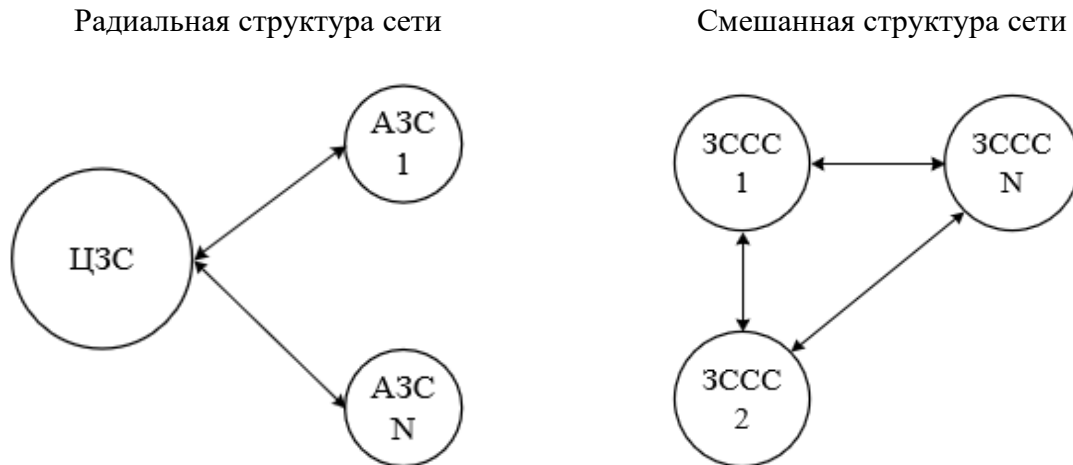 Радиальная структура сети
Смешанная структура сети
ЦЗС
АЗС
1
АЗС
N
ЗССС
1
ЗССС
N
ЗССС
2